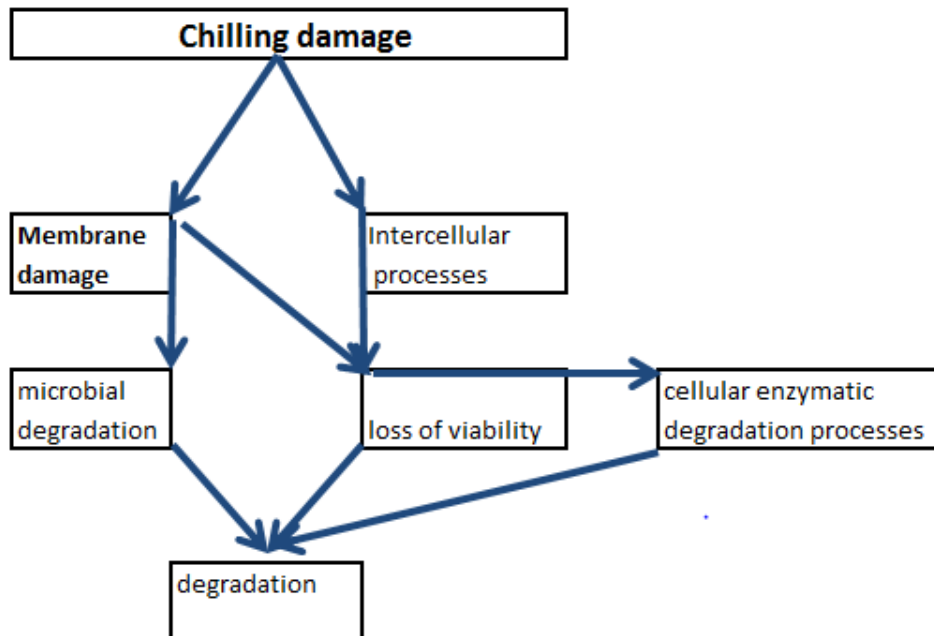 Chilling damage
Membrane
damage
Intercellular
processes
microbial
degradation
loss of viability
cellular enzymatic
degradation processes
degradation